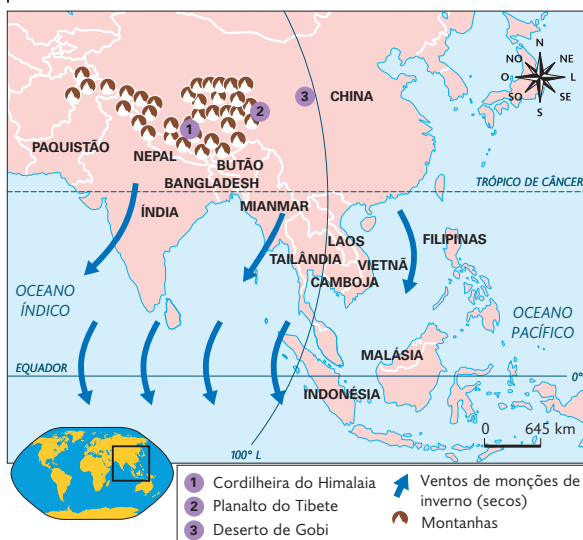 N
NO
NE
O
L
SO
SE
S
3
CHINA
2
1
PAQUISTÃO
NEPAL
BUTÃO
BANGLADESH
TRÓPICO DE CÂNCER
MIANMAR
ÍNDIA
LAOS
FILIPINAS
TAILÂNDIA
VIETNÃ
CAMBOJA
OCEANO
ÍNDICO
OCEANO
PACÍFICO
MALÁSIA
EQUADOR
0°
INDONÉSIA
0 645 km
100° L
1 Cordilheira do Himalaia
2 Planalto do Tibete
3 Deserto de Gobi
Ventos de monções de
inverno (secos)
Montanhas